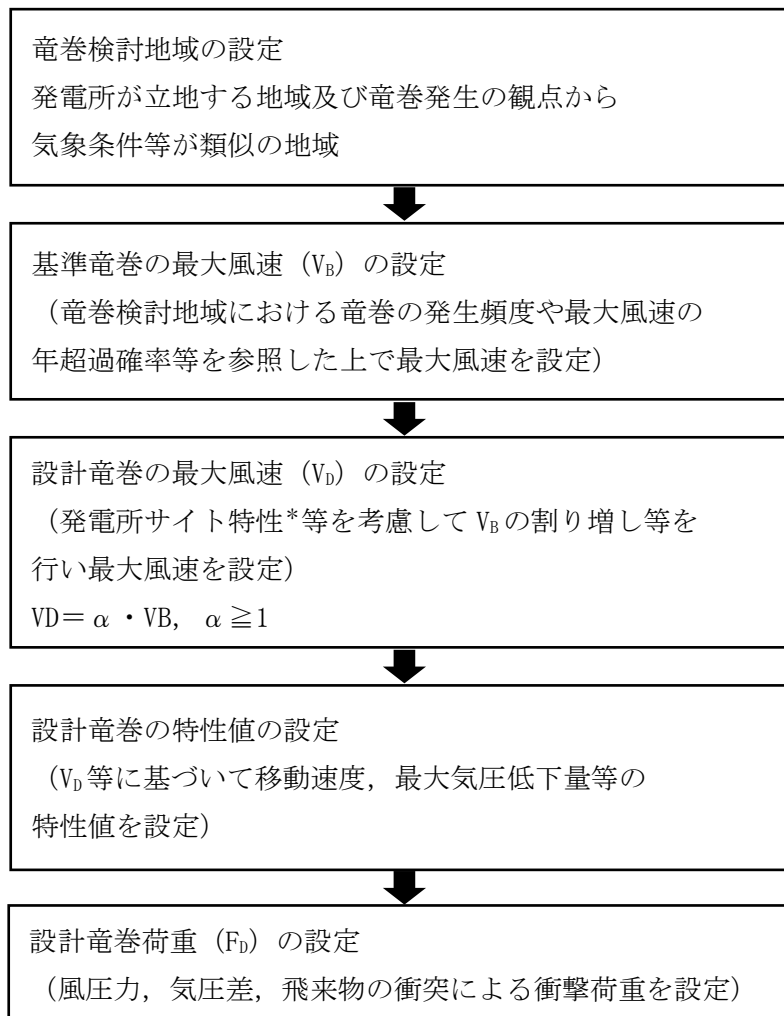 竜巻検討地域の設定
発電所が立地する地域及び竜巻発生の観点から
気象条件等が類似の地域
基準竜巻の最大風速（VB）の設定
（竜巻検討地域における竜巻の発生頻度や最大風速の
年超過確率等を参照した上で最大風速を設定）
設計竜巻の最大風速（VD）の設定
（発電所サイト特性*等を考慮して VBの割り増し等を
行い最大風速を設定）
VD＝α・VB，α≧1
設計竜巻の特性値の設定
（VD等に基づいて移動速度，最大気圧低下量等の
特性値を設定）
設計竜巻荷重（FD）の設定
（風圧力，気圧差，飛来物の衝突による衝撃荷重を設定）